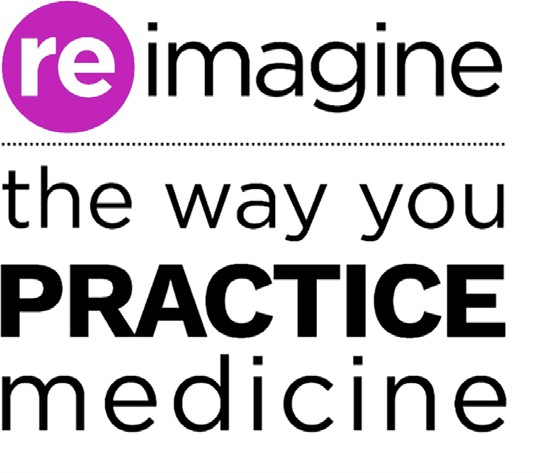 reimagine
the way you
PRACTICE
medicine